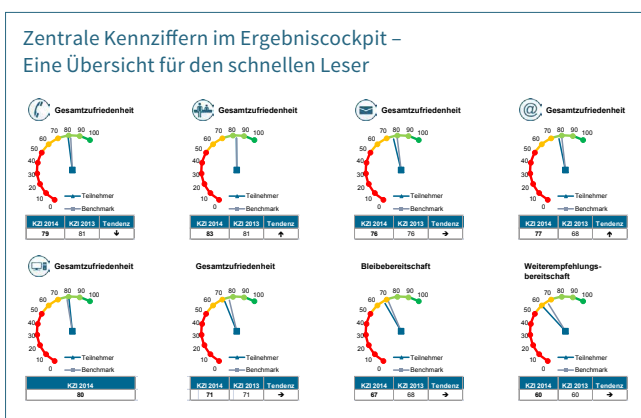 Zentrale Kennziffern im Ergebniscockpit –
Eine Übersicht für den schnellen Leser
Gesamtzufriedenheit
0 10 20 30 40 50 60 70 80 90 100
Teilnehmer
Benchmark
KZI 2014 KZI 2013 Tendenz
79 81 ↓
Gesamtzufriedenheit
0 10 20 30 40 50 60 70 80 90 100
Teilnehmer
Benchmark
KZI 2014 KZI 2013 Tendenz
83 81 ↑
Gesamtzufriedenheit
0 10 20 30 40 50 60 70 80 90 100
Teilnehmer
Benchmark
KZI 2014 KZI 2013 Tendenz
76 76 →
@ Gesamtzufriedenheit
0 10 20 30 40 50 60 70 80 90 100
Teilnehmer
Benchmark
KZI 2014 KZI 2013 Tendenz
77 68 ↑
Gesamtzufriedenheit
0 10 20 30 40 50 60 70 80 90 100
Teilnehmer
Benchmark
KZI 2014
80
Gesamtzufriedenheit
0 10 20 30 40 50 60 70 80 90 100
Teilnehmer
Benchmark
KZI 2014 KZI 2013 Tendenz
71 71 →
Bleibebereitschaft
0 10 20 30 40 50 60 70 80 90 100
Teilnehmer
Benchmark
KZI 2014 KZI 2013 Tendenz
67 68 →
Weiterempfehlungs-
bereitschaft
0 10 20 30 40 50 60 70 80 90 100
Teilnehmer
Benchmark
KZI 2014 KZI 2013 Tendenz
60 60 →